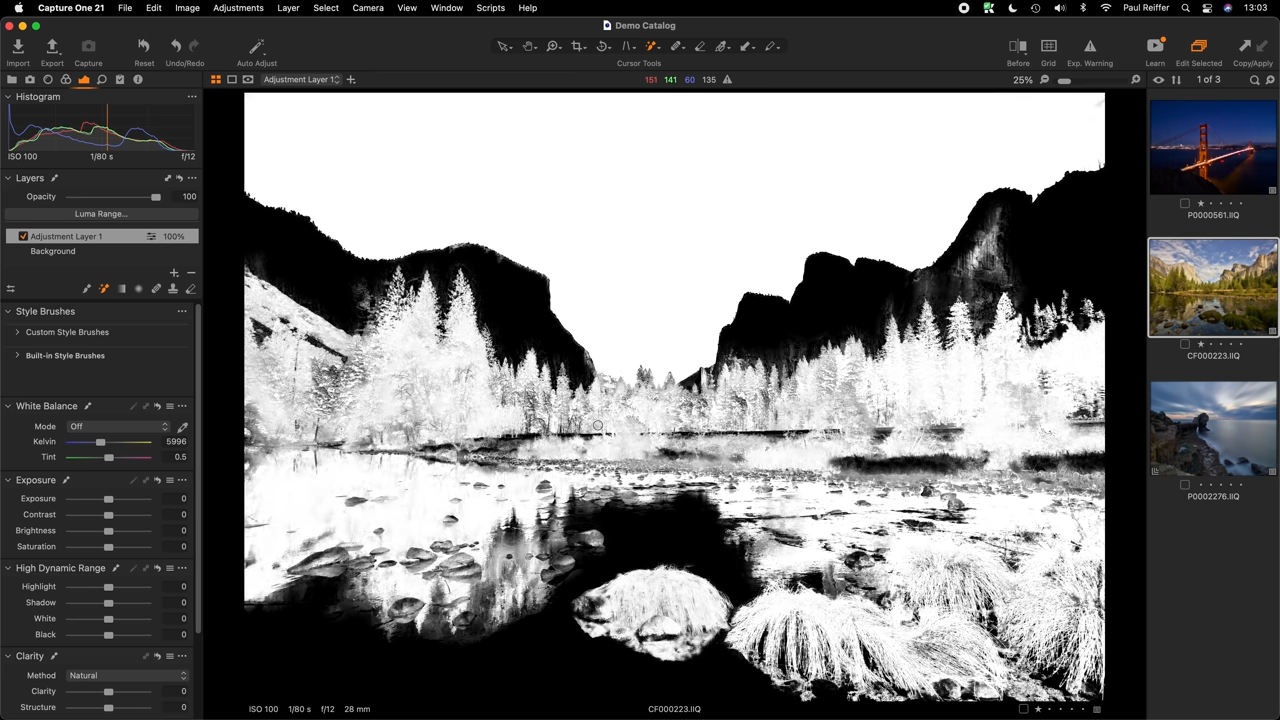 Capture One 21 File Edit Image Adjustments Layer Select Camera View Window Scripts Help Paul Reiffer 13:03
Demo Catalog
Import Export Capture Reset Undo/Redo Auto Adjust Cursor Tools Before Grid Exp. Warning Learn Edit Selected Copy/Apply
Adjustment Layer 1 151 141 60 135 25% 1 of 3
Histogram
ISO 100 1/80 s f/12
Layers
Opacity 100
Luma Range...
Adjustment Layer 1 100%
Background
Style Brushes
Custom Style Brushes
Built-in Style Brushes
White Balance
Mode Off
Kelvin 5996
Tint 0.5
Exposure
Exposure 0
Contrast 0
Brightness 0
Saturation 0
High Dynamic Range
Highlight 0
Shadow 0
White 0
Black 0
Clarity
Method Natural
Clarity 0
Structure 0
ISO 100 1/80 s f/12 28 mm CF000223.IIQ
P0000561.IIQ
CF000223.IIQ
P0002276.IIQ